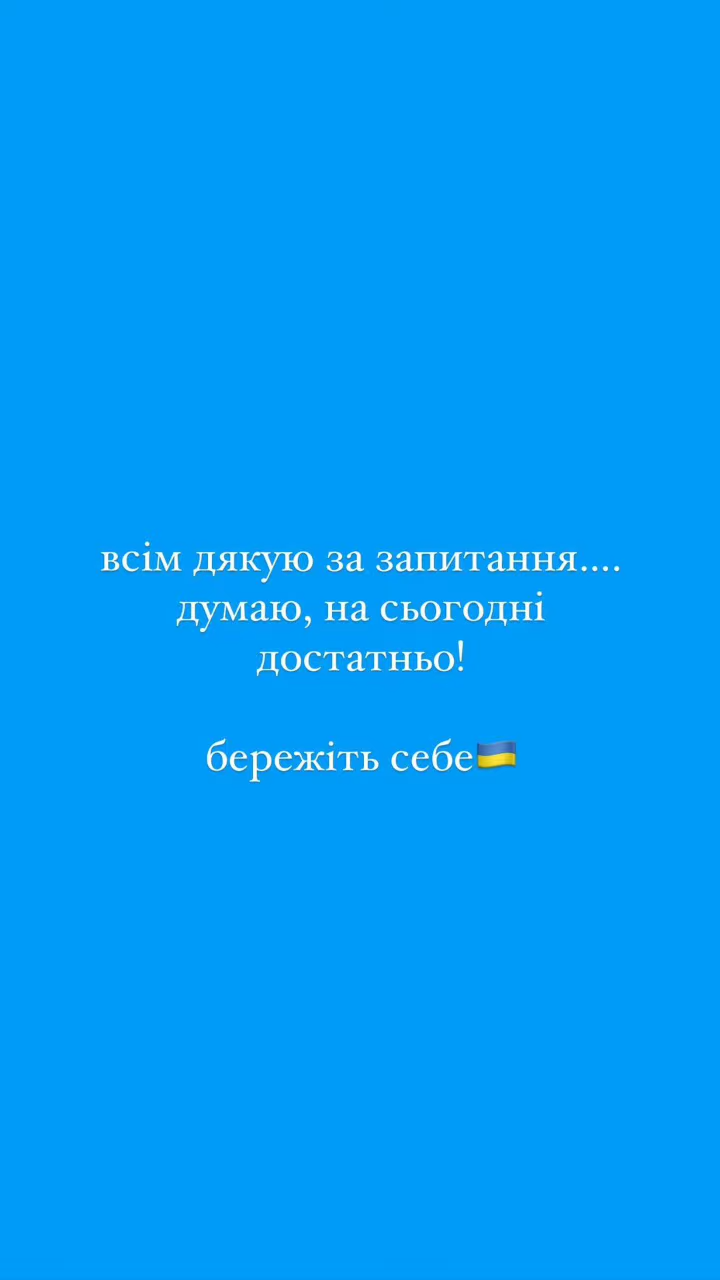 всім дякую за запитання....
думаю, на сьогодні
достатньо!
бережіть себе🇺🇦